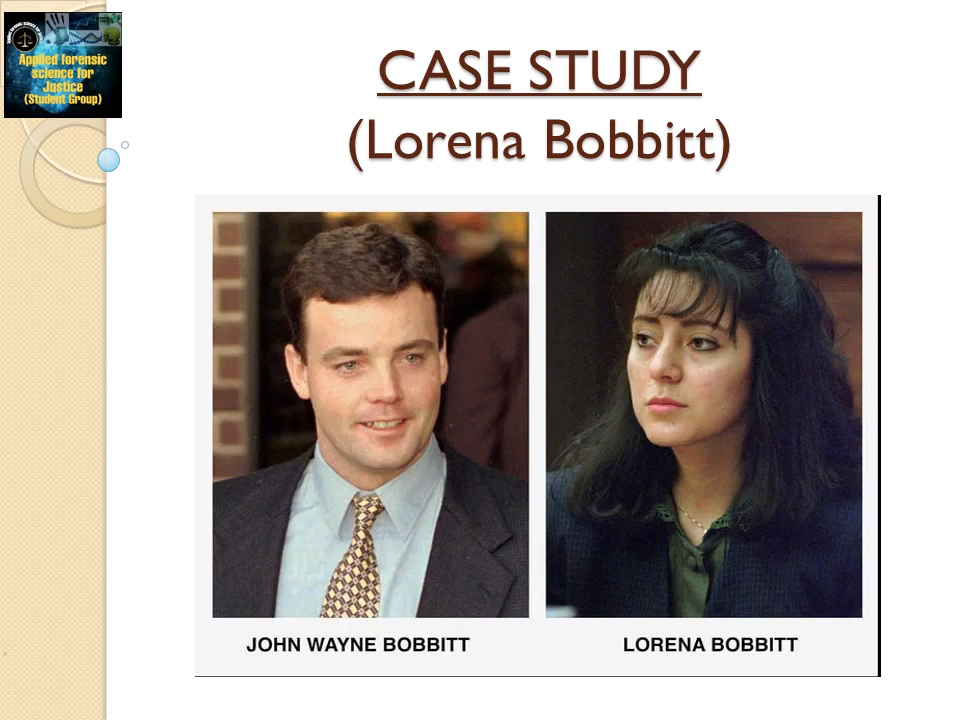 Applied forensic
science for
Justice
(Student Group)
CASE STUDY
(Lorena Bobbitt)
JOHN WAYNE BOBBITT
LORENA BOBBITT